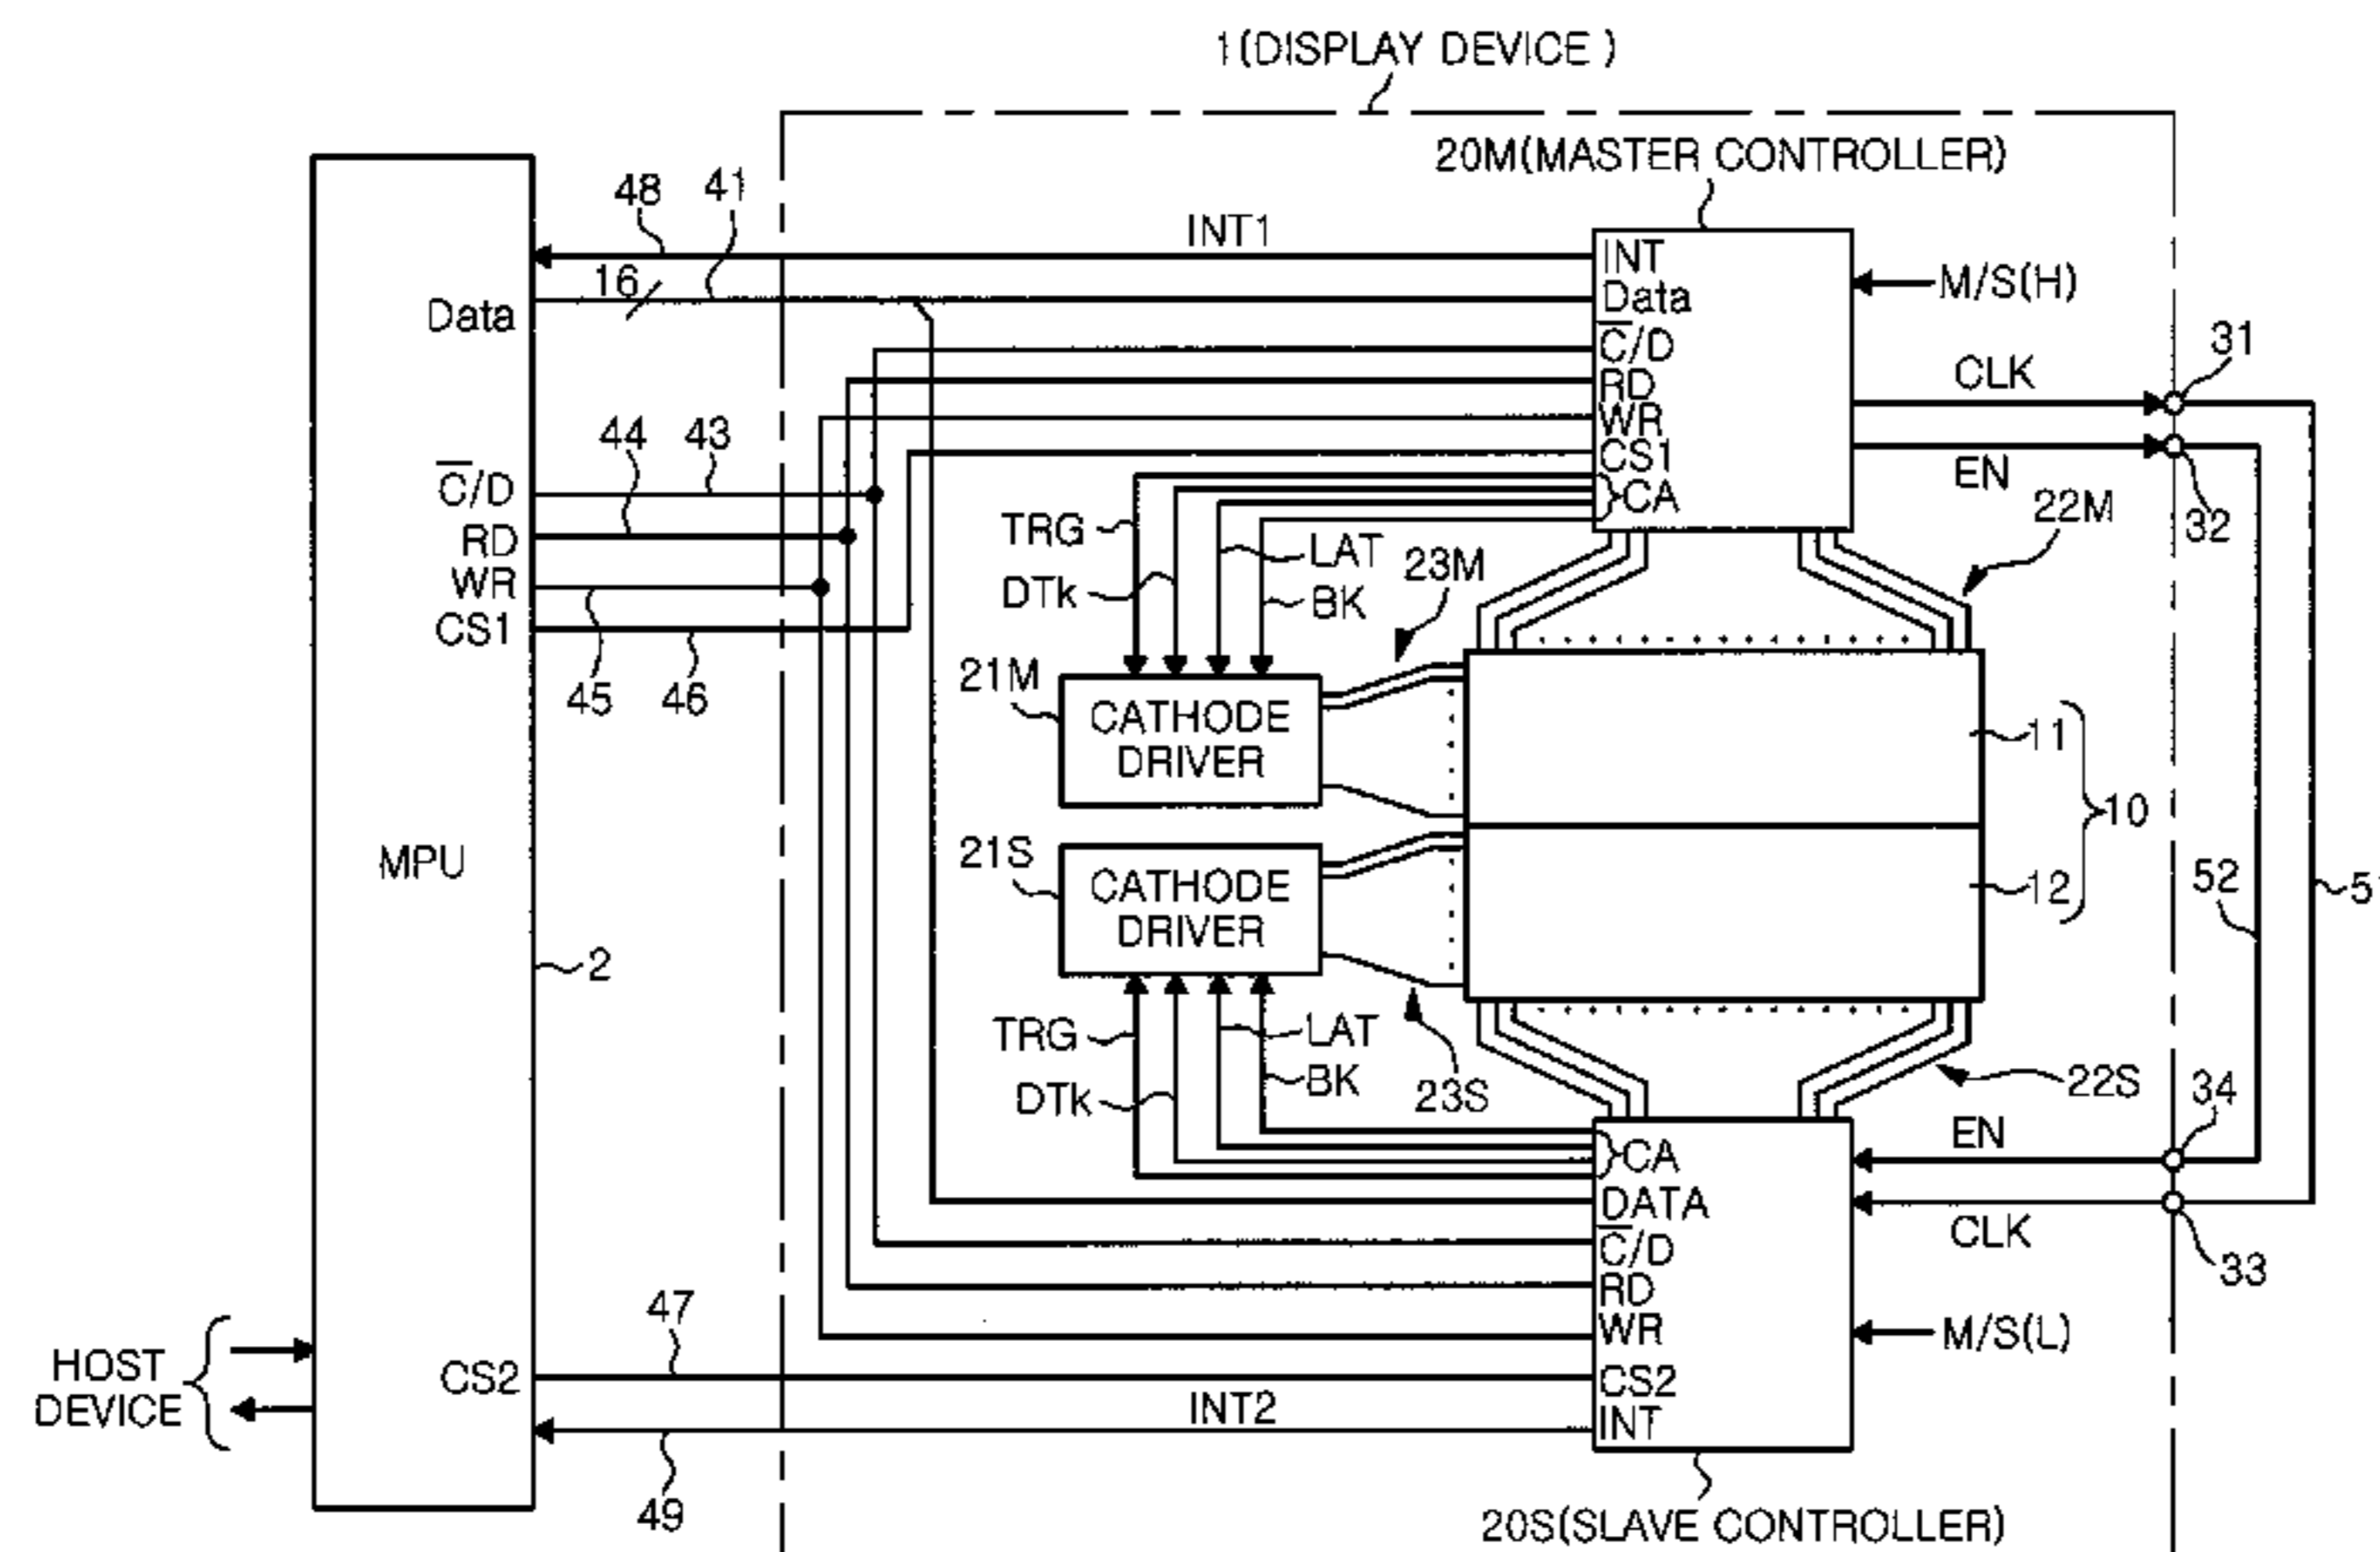 1(DISPLAY DEVICE)
20M(MASTER CONTROLLER)
48
41
INT1
INT
M/S(H)
16
Data
Data
C̅/D
31
CLK
RD
WR
44
43
CS1
C̅/D
EN
CA
22M
32
TRG
RD
LAT
23M
WR
DTk
BK
CS1
45
46
21M
CATHODE
DRIVER
11
10
21S
MPU
CATHODE
DRIVER
12
52
5
2
TRG
LAT
DTk
BK
23S
22S
34
EN
CA
DATA
CLK
C̅/D
33
RD
47
WR
M/S(L)
HOST
DEVICE
CS2
CS2
INT2
INT
49
20S(SLAVE CONTROLLER)